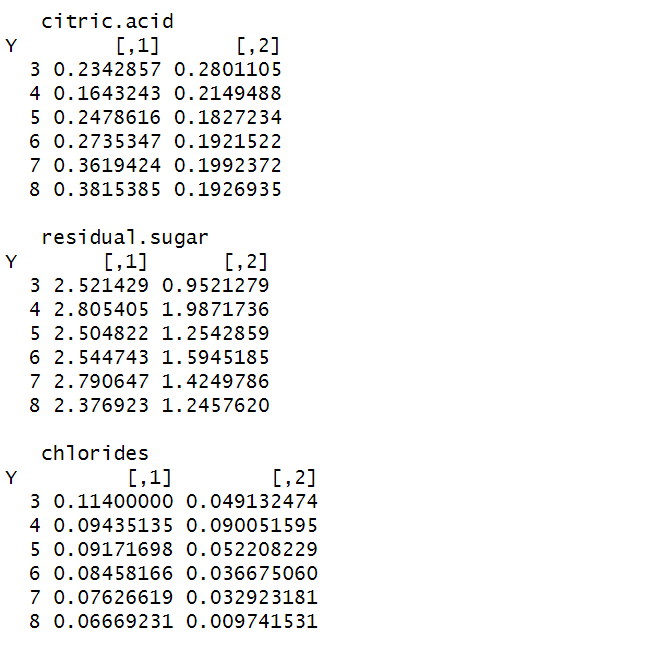 citric.acid
Y [,1] [,2]
3 0.2342857 0.2801105
4 0.1643243 0.2149488
5 0.2478616 0.1827234
6 0.2735347 0.1921522
7 0.3619424 0.1992372
8 0.3815385 0.1926935
residual.sugar
Y [,1] [,2]
3 2.521429 0.9521279
4 2.805405 1.9871736
5 2.504822 1.2542859
6 2.544743 1.5945185
7 2.790647 1.4249786
8 2.376923 1.2457620
chlorides
Y [,1] [,2]
3 0.11400000 0.049132474
4 0.09435135 0.090051595
5 0.09171698 0.052208229
6 0.08458166 0.036675060
7 0.07626619 0.032923181
8 0.06669231 0.009741531